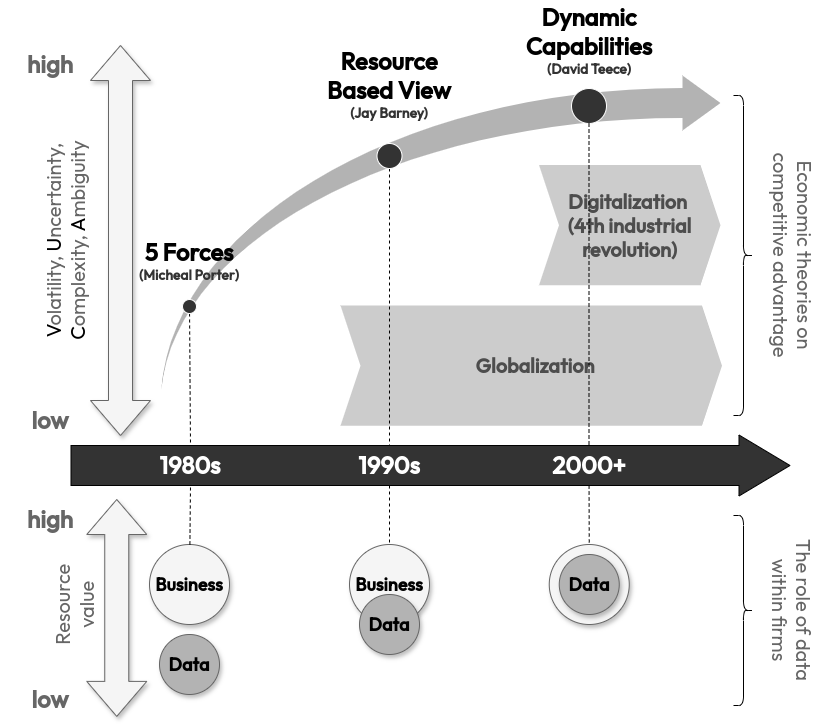 Dynamic
Capabilities
(David Teece)
Resource
Based View
(Jay Barney)
high
5 Forces
(Micheal Porter)
Volatility, Uncertainty,
Complexity, Ambiguity
Digitalization
(4th industrial
revolution)
Globalization
Economic theories on
competitive advantage
low
1980s
1990s
2000+
high
Resource
value
Business
Data
Business
Data
Data
The role of data
within firms
low